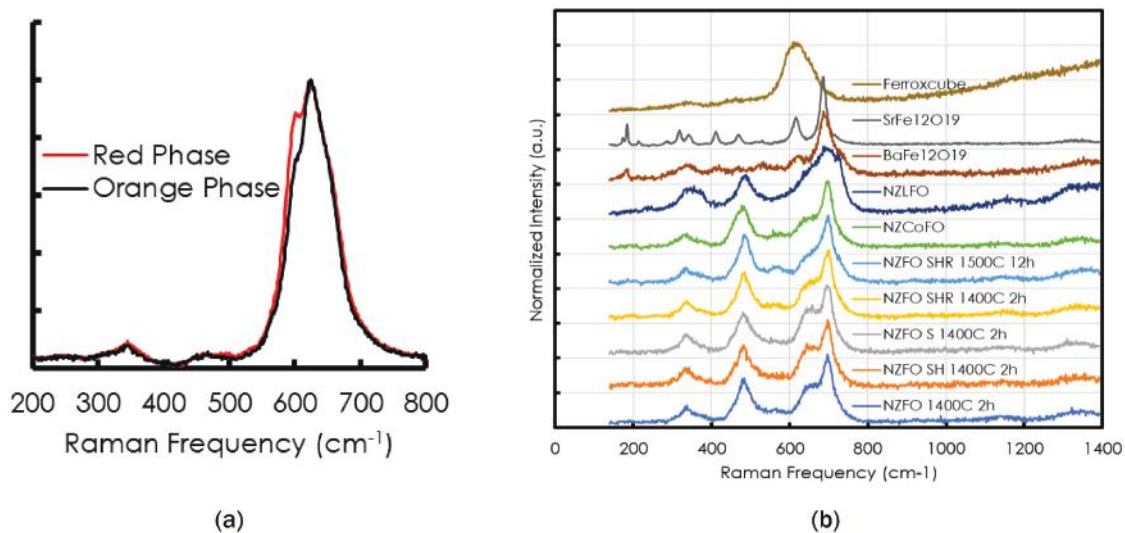 Red Phase
Orange Phase
200 300 400 500 600 700 800
Raman Frequency (cm⁻¹)
(a)
Normalized Intensity (a.u.)
Ferroxcube
SrFe12O19
BaFe12O19
NZLFO
NZCoFO
NZFO SHR 1500C 12h
NZFO SHR 1400C 2h
NZFO S 1400C 2h
NZFO SH 1400C 2h
NZFO 1400C 2h
0 200 400 600 800 1000 1200 1400
Raman Frequency (cm-1)
(b)